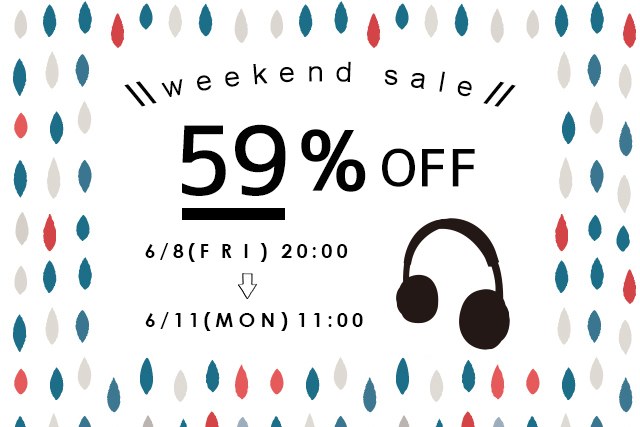 \\weekend sale//
59% OFF
6/8(FRI) 20:00
6/11(MON) 11:00